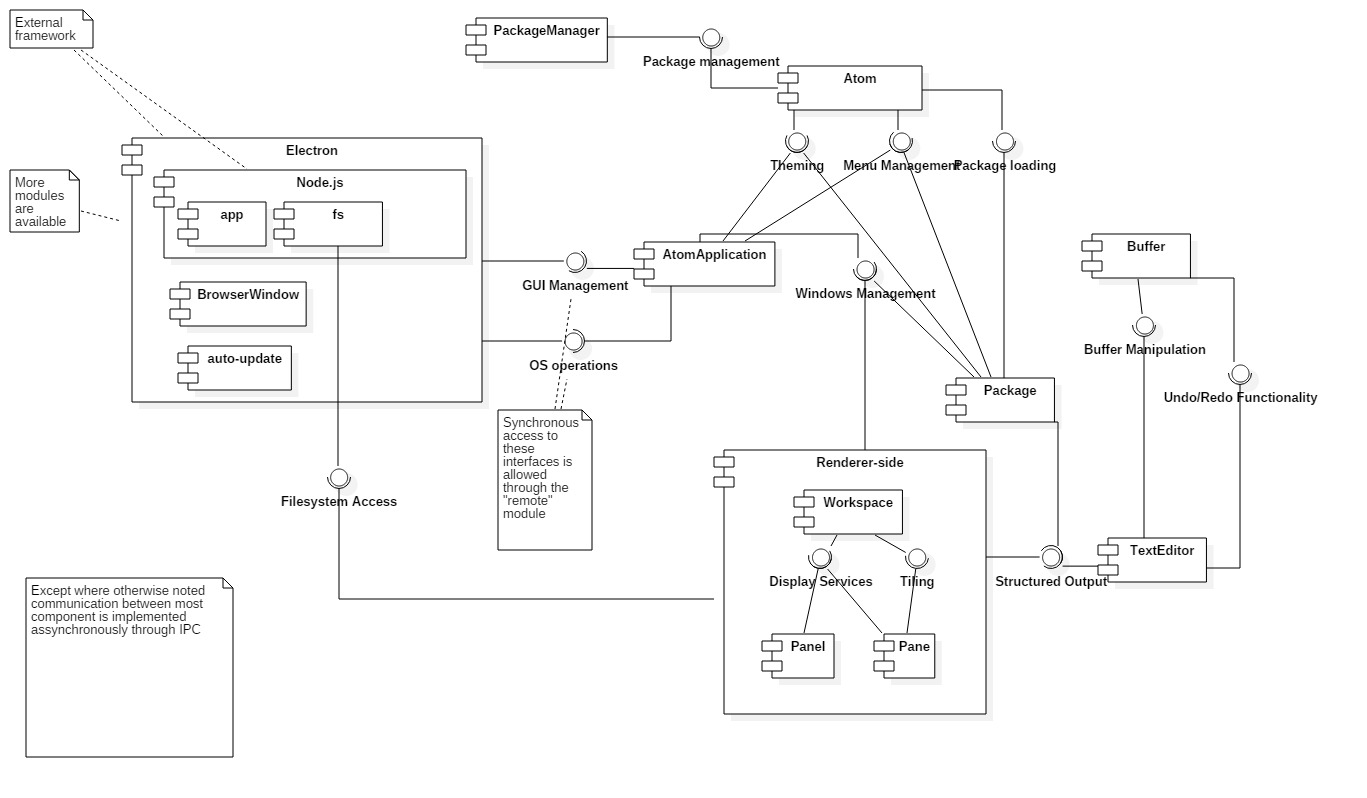 External
framework
PackageManager
Package management
Atom
Theming
Menu Management
Package loading
Electron
Node.js
app
fs
More
modules
are
available
BrowserWindow
auto-update
GUI Management
OS operations
AtomApplication
Windows Management
Buffer
Buffer Manipulation
Undo/Redo Functionality
Package
Synchronous
access to
these
interfaces is
allowed
through the
"remote"
module
Filesystem Access
Renderer-side
Workspace
Display Services
Tiling
Panel
Pane
Structured Output
TextEditor
Except where otherwise noted
communication between most
component is implemented
assynchronously through IPC